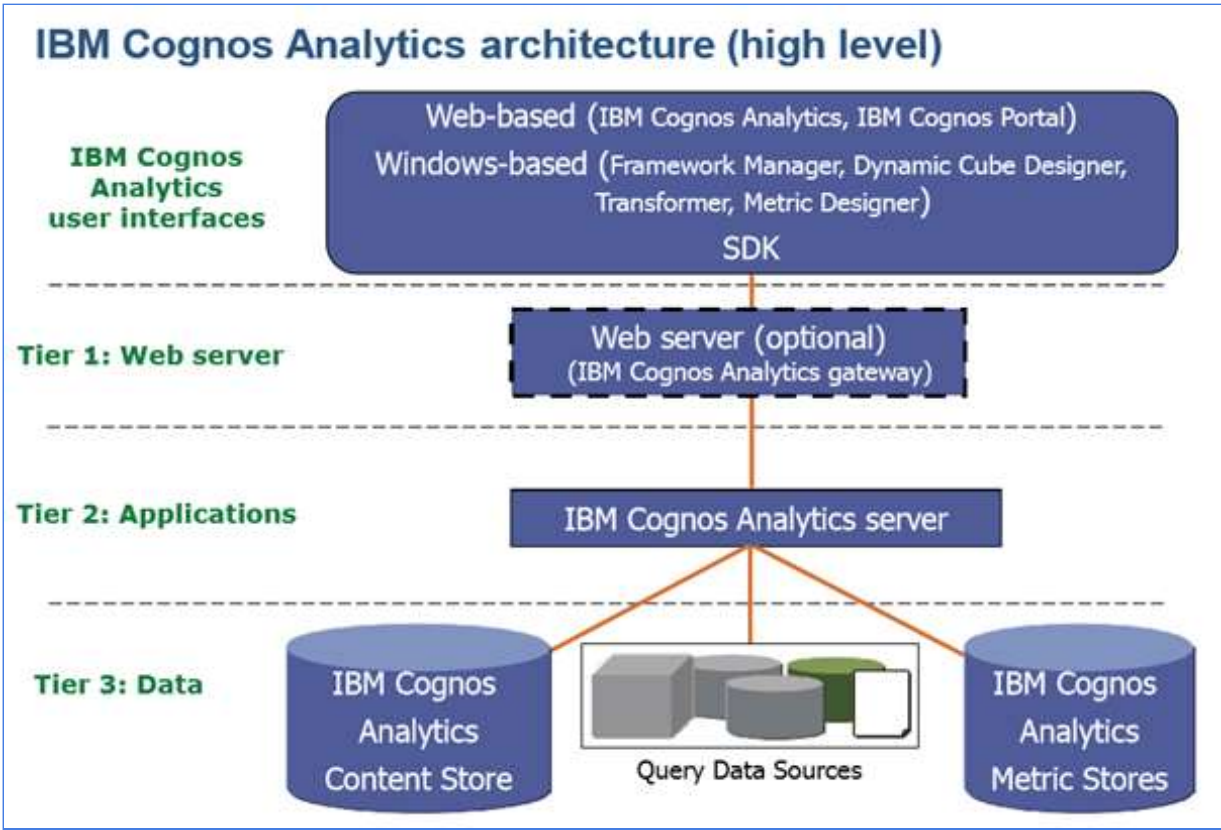 IBM Cognos Analytics architecture (high level)
IBM Cognos
Analytics
user interfaces
Web-based (IBM Cognos Analytics, IBM Cognos Portal)
Windows-based (Framework Manager, Dynamic Cube Designer,
Transformer, Metric Designer)
SDK
Tier 1: Web server
Web server (optional)
(IBM Cognos Analytics gateway)
Tier 2: Applications
IBM Cognos Analytics server
Tier 3: Data
IBM Cognos
Analytics
Content Store
Query Data Sources
IBM Cognos
Analytics
Metric Stores